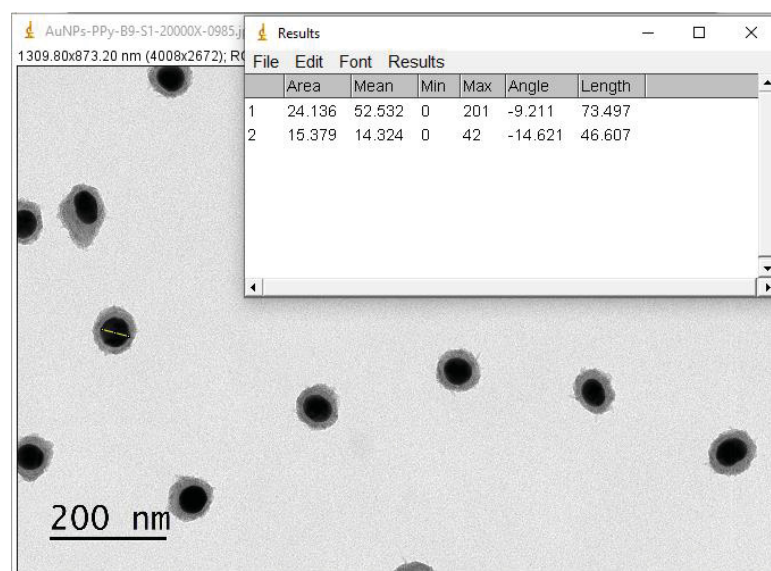 AuNPs-PPy-B9-S1-20000X-0985.j
1309.80x873.20 nm (4008x2672); R
Results
File Edit Font Results
Area Mean Min Max Angle Length
1 24.136 52.532 0 201 -9.211 73.497
2 15.379 14.324 0 42 -14.621 46.607
200 nm